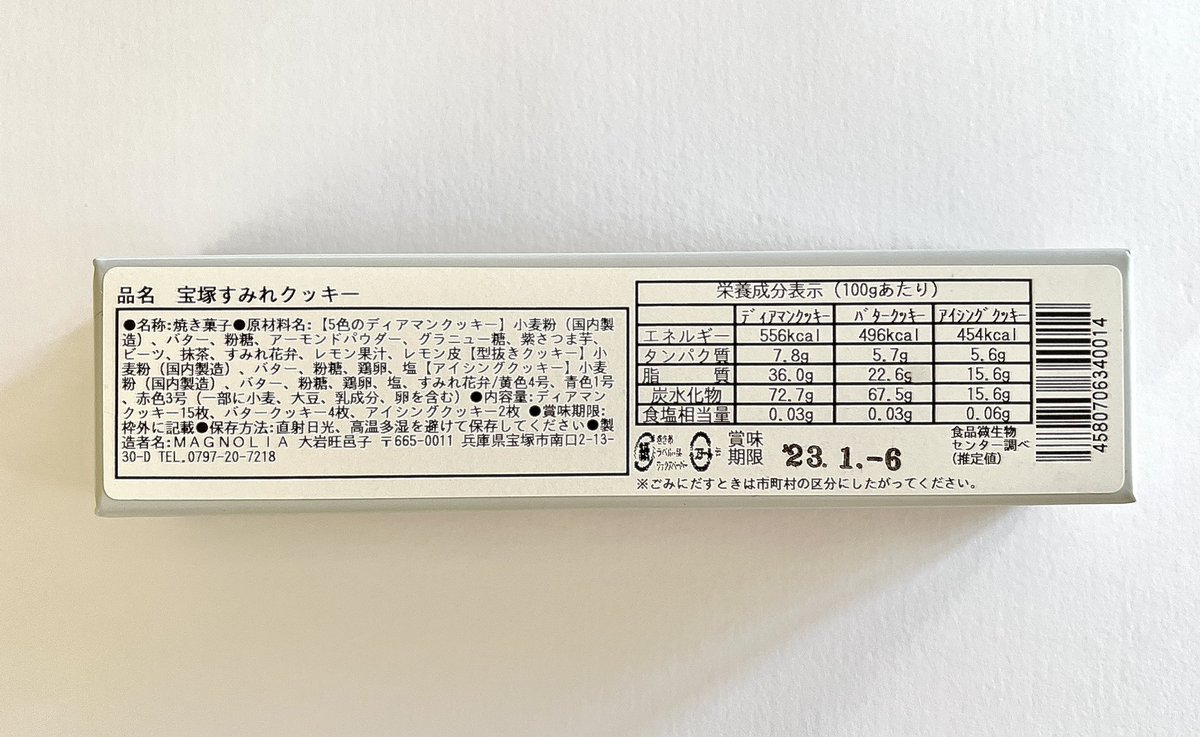 品名 宝塚すみれクッキー
●名称:焼き菓子●原材料名:【5色のディアマンクッキー】小麦粉（国内製
造）、バター、粉糖、アーモンドパウダー、グラニュー糖、紫さつま芋、
ビーツ、抹茶、すみれ花弁、レモン果汁、レモン皮【型抜きクッキー】小
麦粉（国内製造）、バター、粉糖、鶏卵、塩【アイシングクッキー】小麦
粉（国内製造）、バター、粉糖、鶏卵、塩、すみれ花弁/黄色4号、青色1号
、赤色3号（一部に小麦、大豆、乳成分、卵を含む）●内容量:ディアマン
クッキー15枚、バタークッキー4枚、アイシングクッキー2枚 ●賞味期限:
枠外に記載●保存方法:直射日光、高温多湿を避けて保存してください●製
造者名:MAGNOLIA 大岩旺邑子 〒665-0011 兵庫県宝塚市南口2-13-
30-D TEL.0797-20-7218
栄養成分表示（100gあたり）
ディアマンクッキー バタークッキー アイシングクッキー
エネルギー 556kcal 496kcal 454kcal
タンパク質 7.8g 5.7g 5.6g
脂 質 36.0g 22.6g 15.6g
炭水化物 72.7g 67.5g 15.6g
食塩相当量 0.03g 0.03g 0.06g
賞味
期限
23.1.-6
食品微生物
センター調べ
(推定値)
※ごみにだすときは市町村の区分にしたがってください。
4580706340014